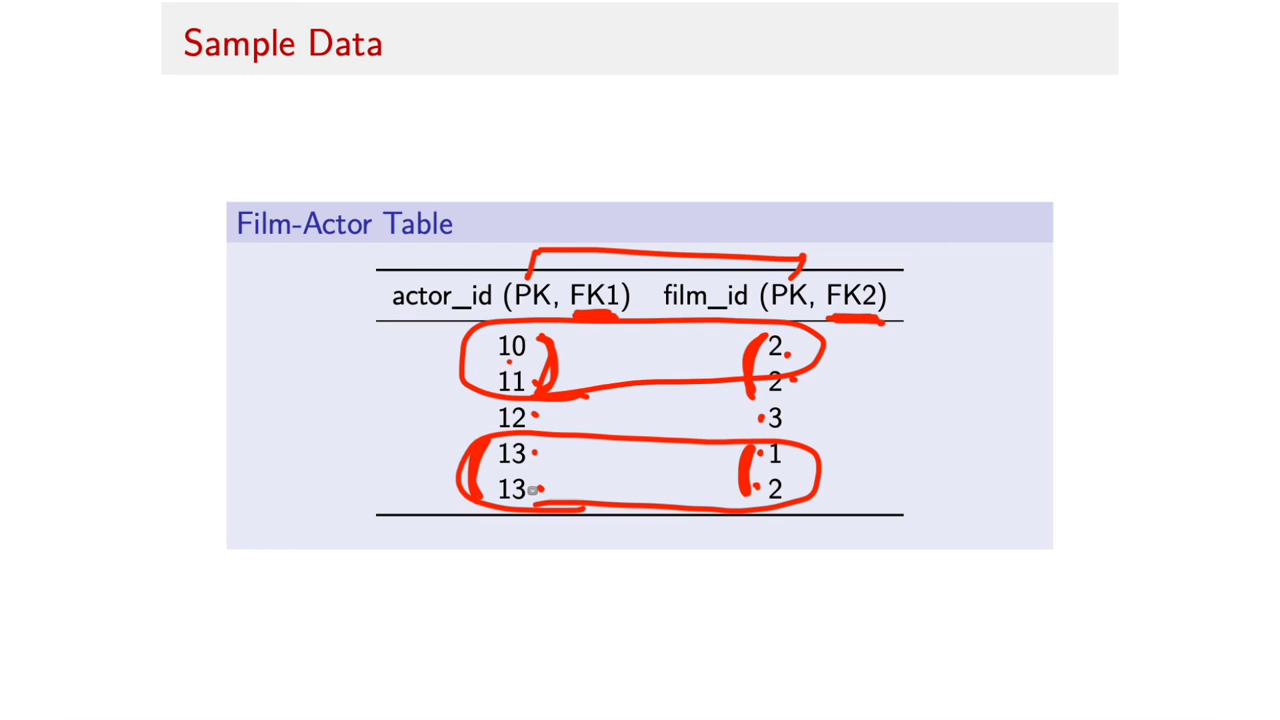 Sample Data
Film-Actor Table
actor_id (PK, FK1) film_id (PK, FK2)
10 2
11 2
12 3
13 1
13 2